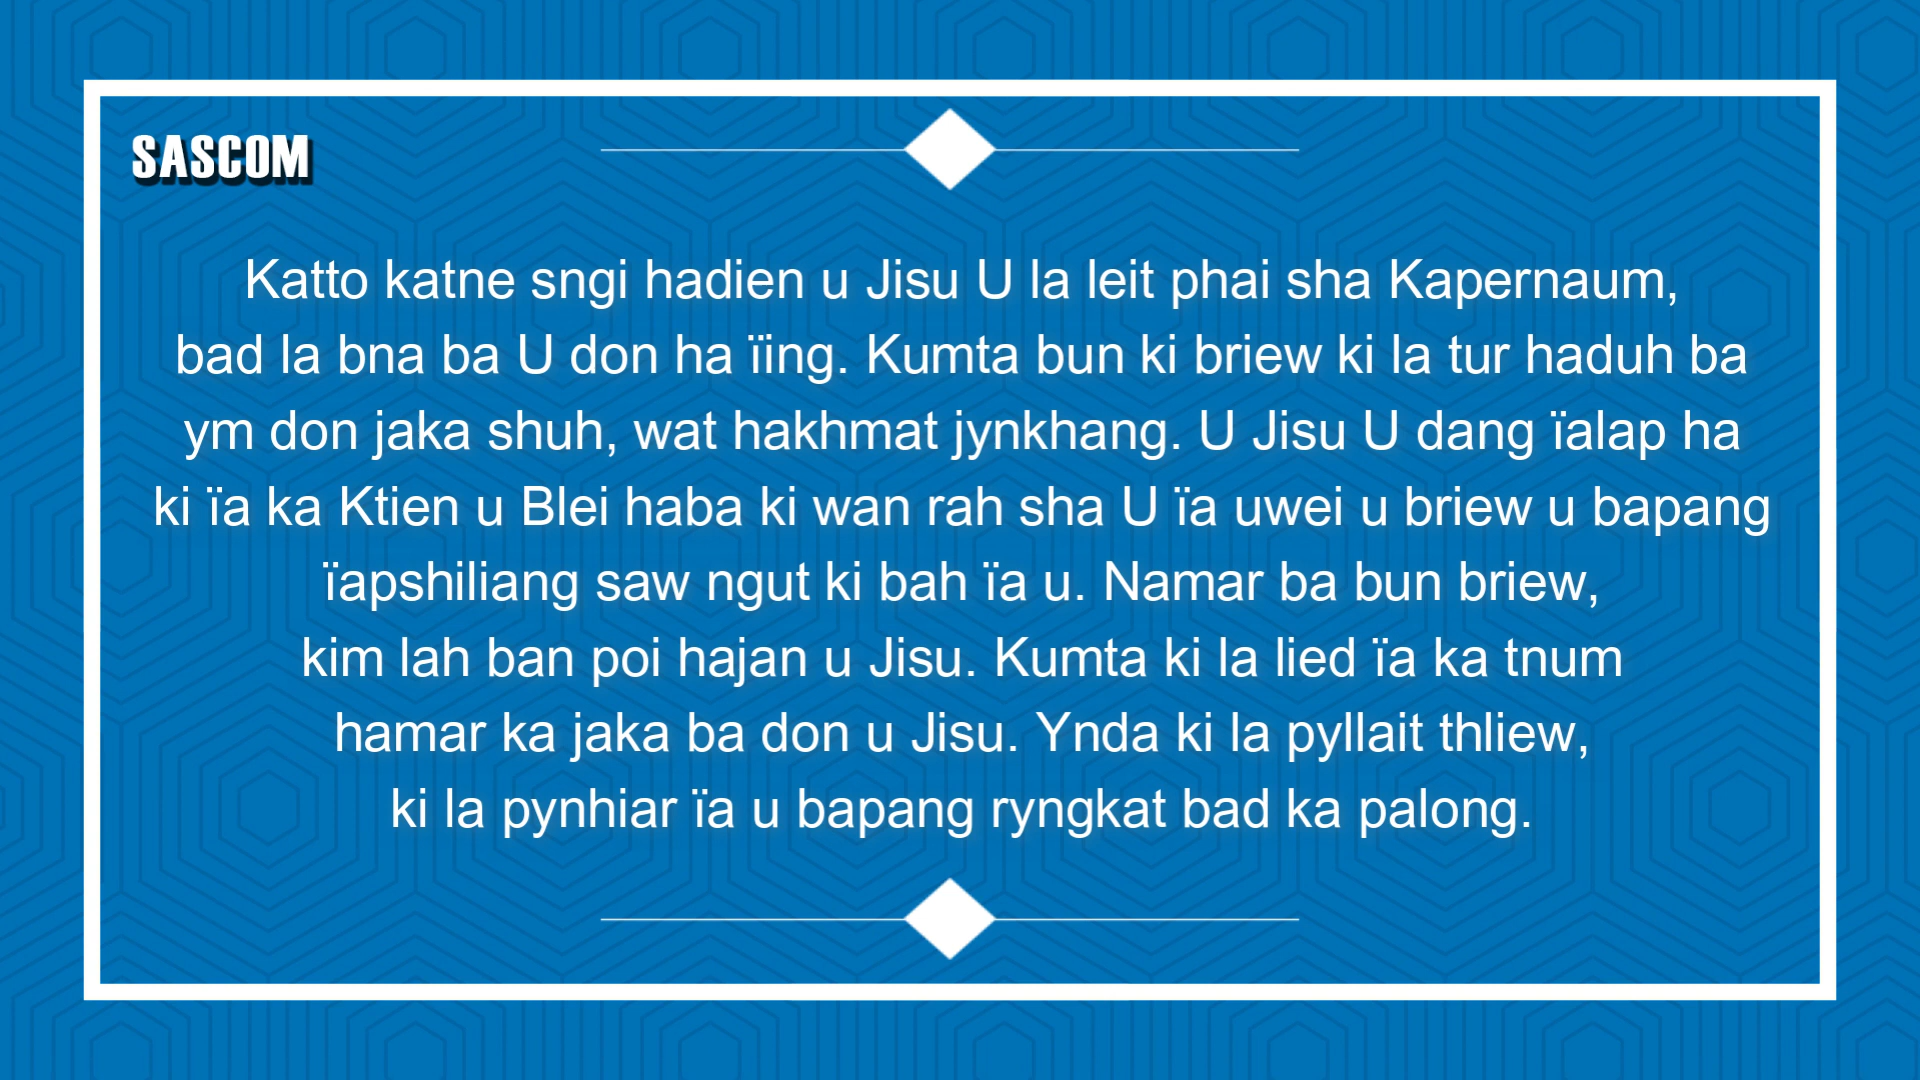 SASCOM
Katto katne sngi hadien u Jisu U la leit phai sha Kapernaum,
bad la bna ba U don ha ïing. Kumta bun ki briew ki la tur haduh ba
ym don jaka shuh, wat hakhmat jynkhang. U Jisu U dang ïalap ha
ki ïa ka Ktien u Blei haba ki wan rah sha U ïa uwei u briew u bapang
ïapshiliang saw ngut ki bah ïa u. Namar ba bun briew,
kim lah ban poi hajan u Jisu. Kumta ki la lied ïa ka tnum
hamar ka jaka ba don u Jisu. Ynda ki la pyllait thliew,
ki la pynhiar ïa u bapang ryngkat bad ka palong.